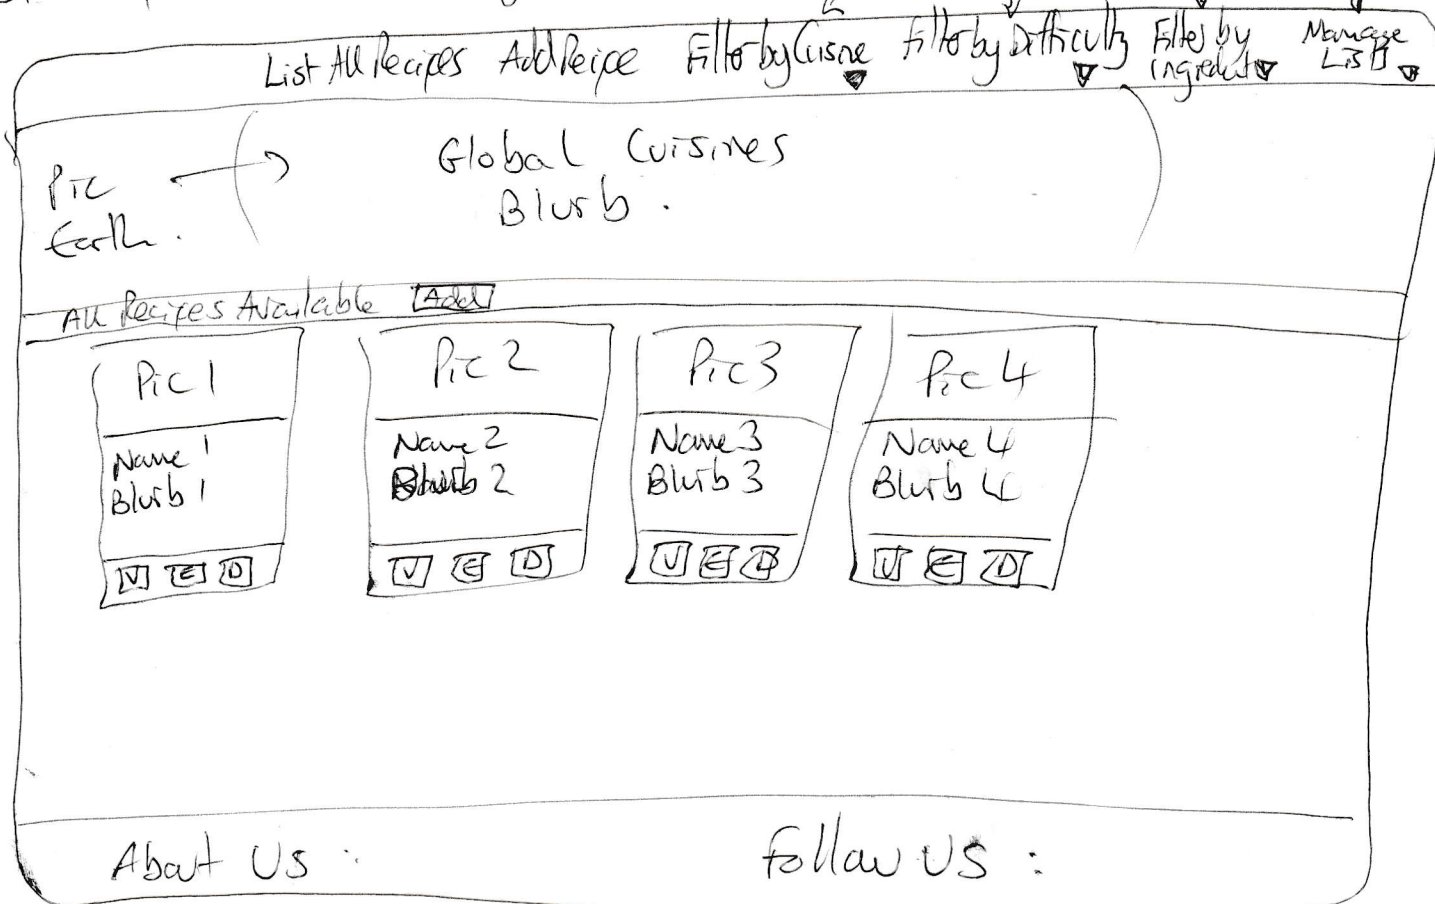 List All Recipes Add Recipe Filter by Cuisine Filter by Difficulty Filter by Ingredients Manage Lists
Global Cuisines
Pic
Blurb.
Earth.
All Recipes Available Add
Pic 1 Pic 2 Pic 3 Pic 4
Name 1 Name 2 Name 3 Name 4
Blurb 1 Blurb 2 Blurb 3 Blurb 4
V E D V E D V E D V E D
About Us : Follow US :